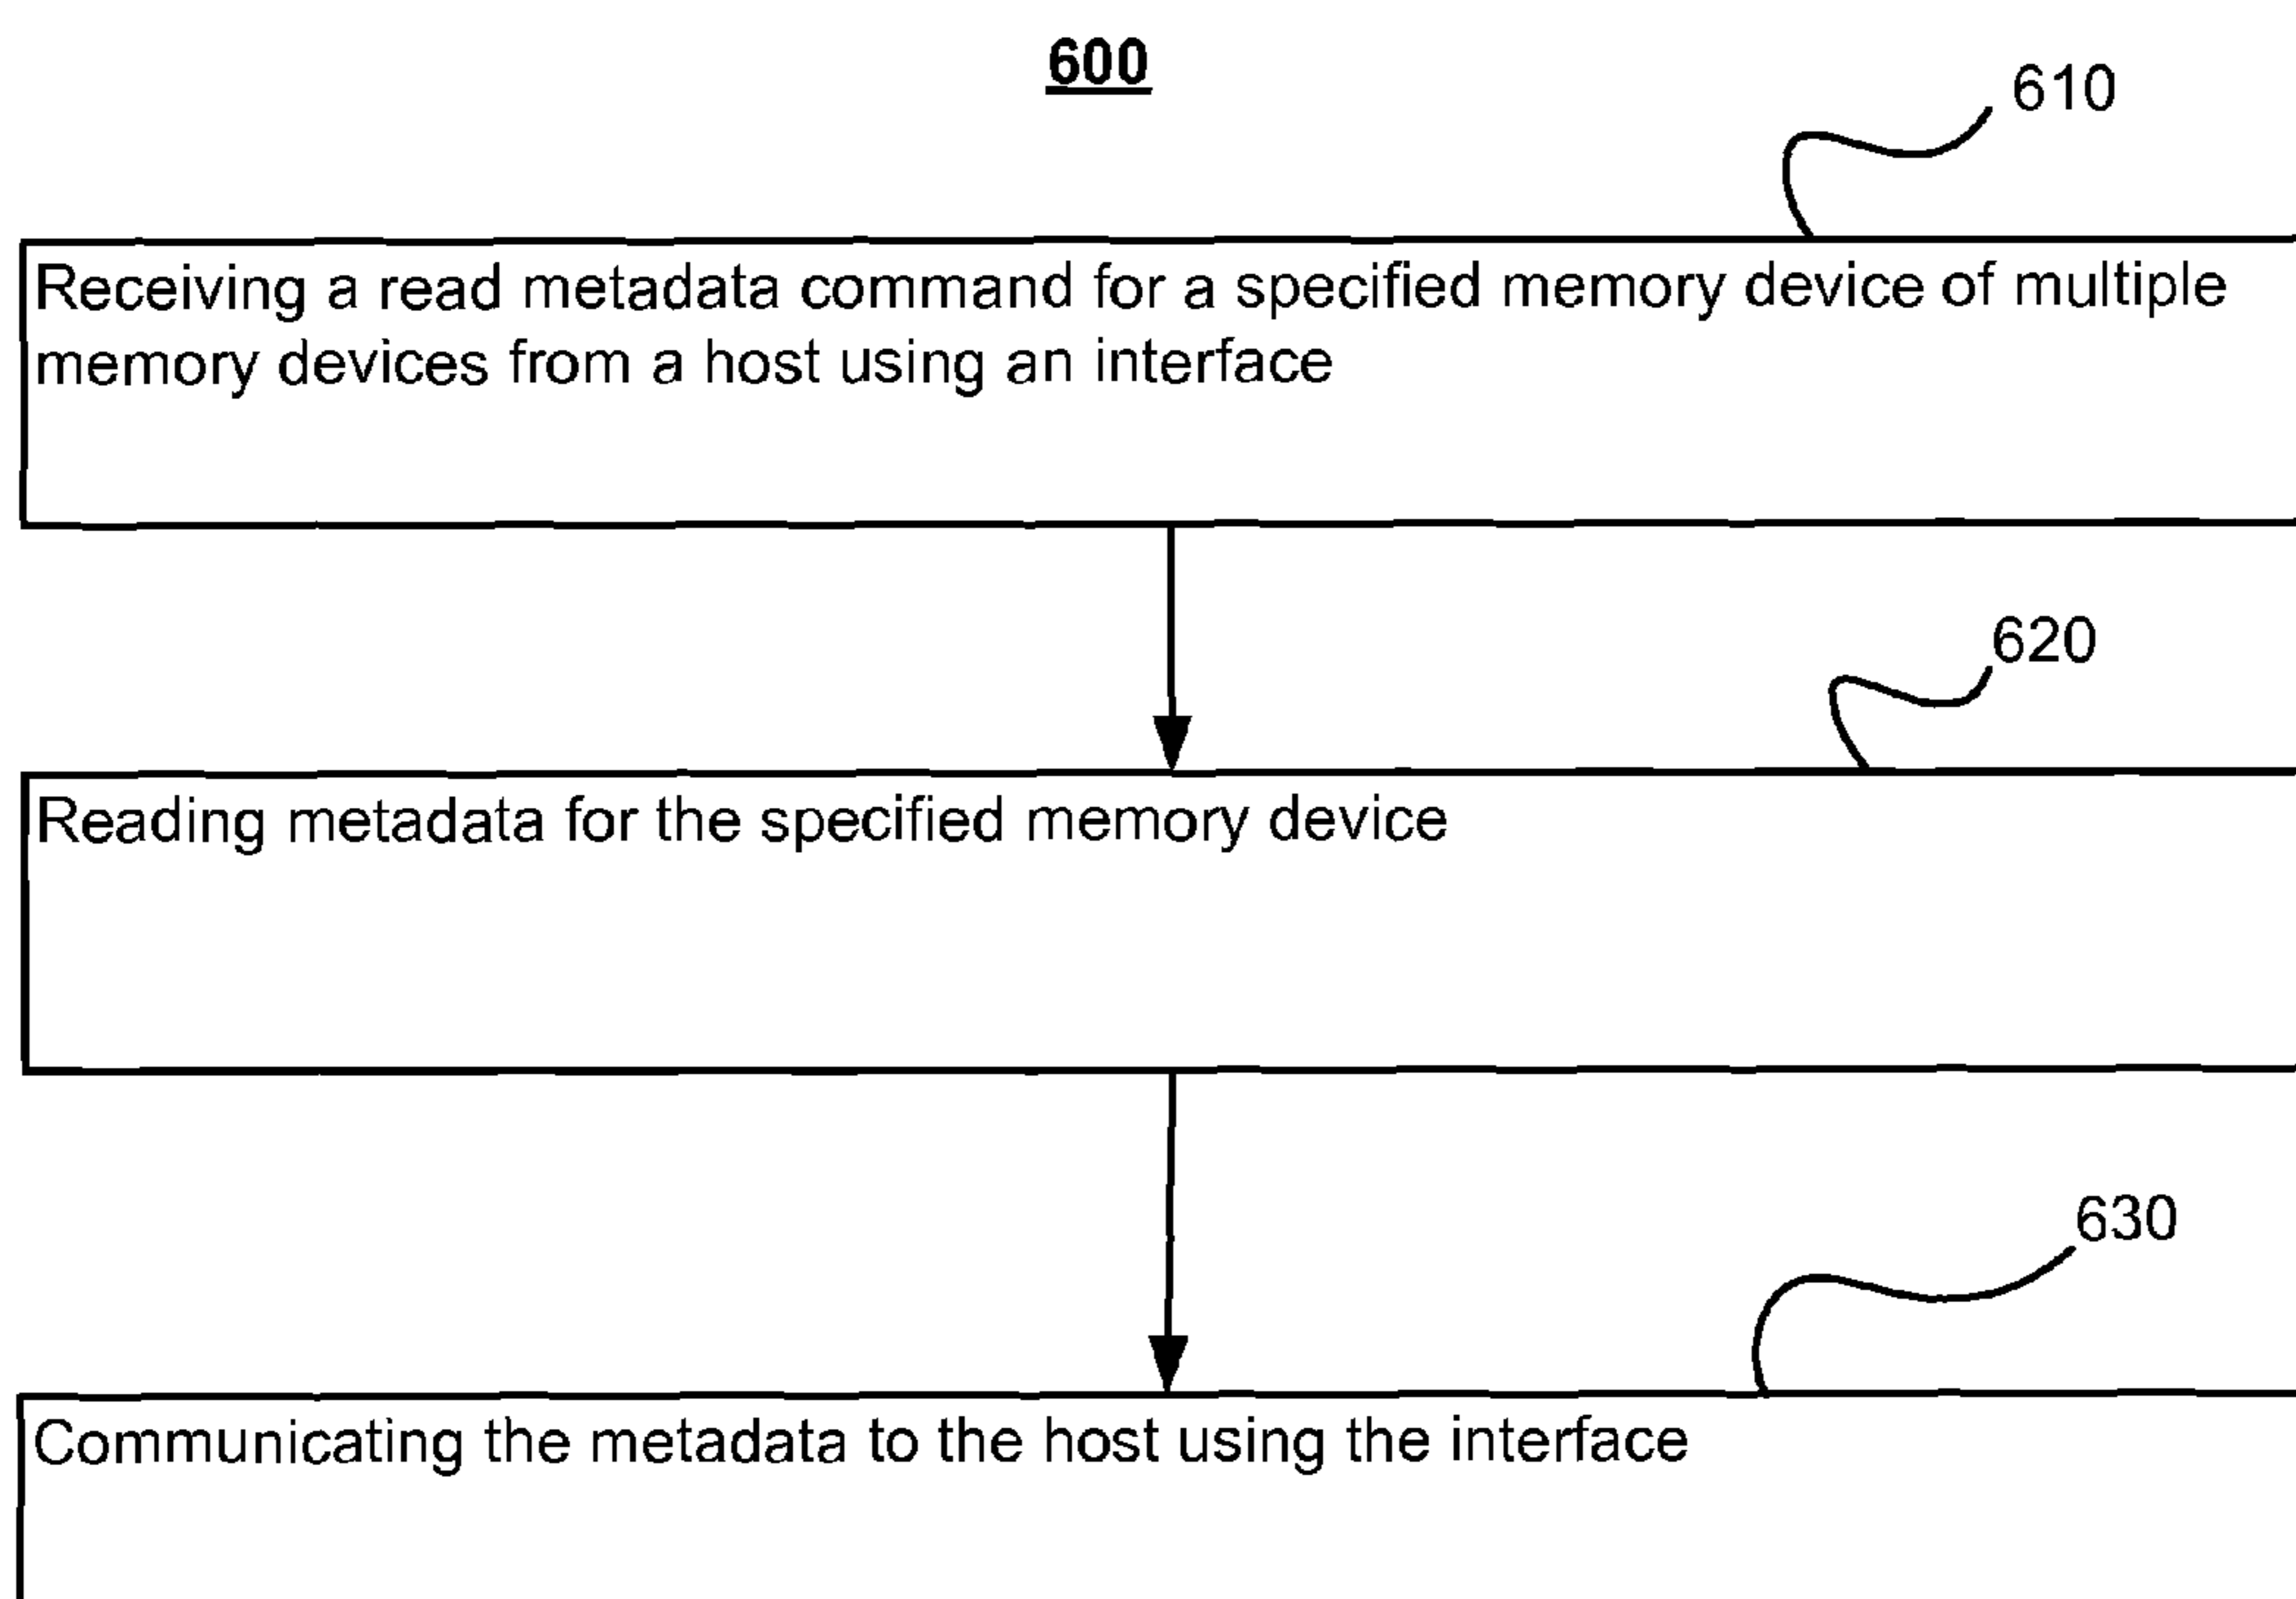 600
610
Receiving a read metadata command for a specified memory device of multiple
memory devices from a host using an interface
620
Reading metadata for the specified memory device
630
Communicating the metadata to the host using the interface